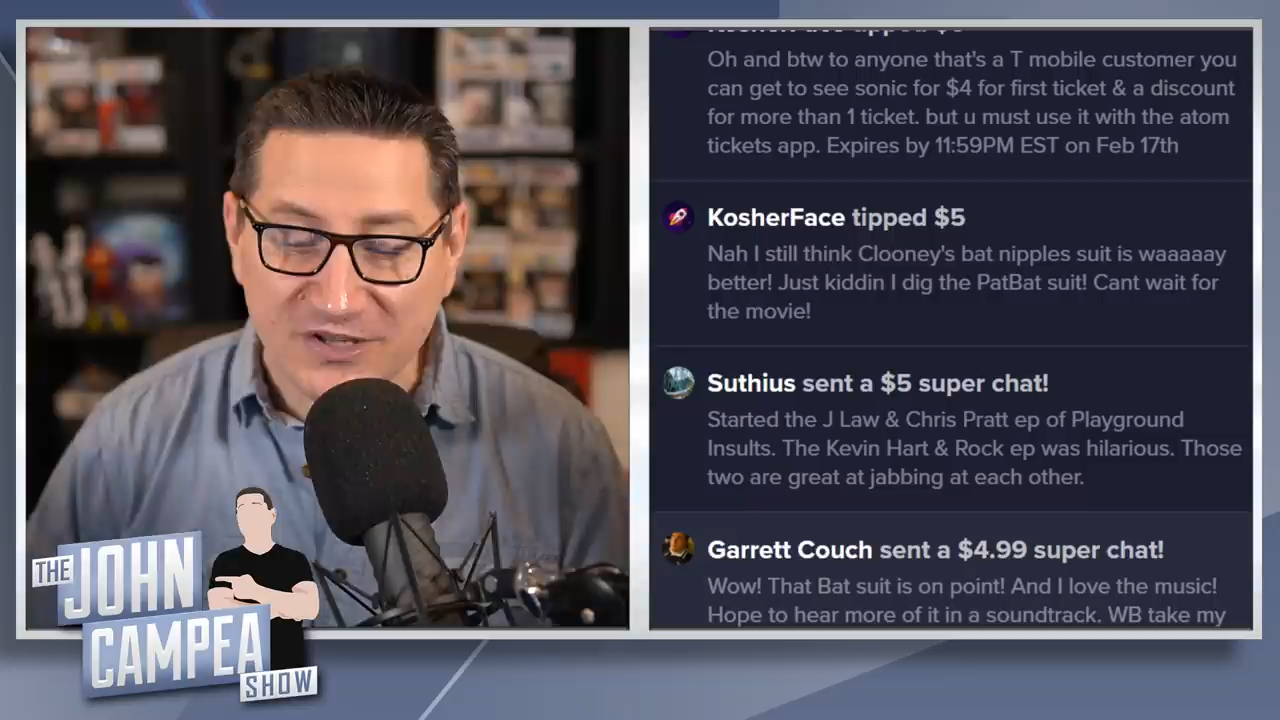 Oh and btw to anyone that's a T mobile customer you
can get to see sonic for $4 for first ticket & a discount
for more than 1 ticket. but u must use it with the atom
tickets app. Expires by 11:59PM EST on Feb 17th
KosherFace tipped $5
Nah I still think Clooney's bat nipples suit is waaaaay
better! Just kiddin I dig the PatBat suit! Cant wait for
the movie!
Suthius sent a $5 super chat!
Started the J Law & Chris Pratt ep of Playground
Insults. The Kevin Hart & Rock ep was hilarious. Those
two are great at jabbing at each other.
Garrett Couch sent a $4.99 super chat!
Wow! That Bat suit is on point! And I love the music!
Hope to hear more of it in a soundtrack. WB take my
THE
JOHN
CAMPEA
SHOW